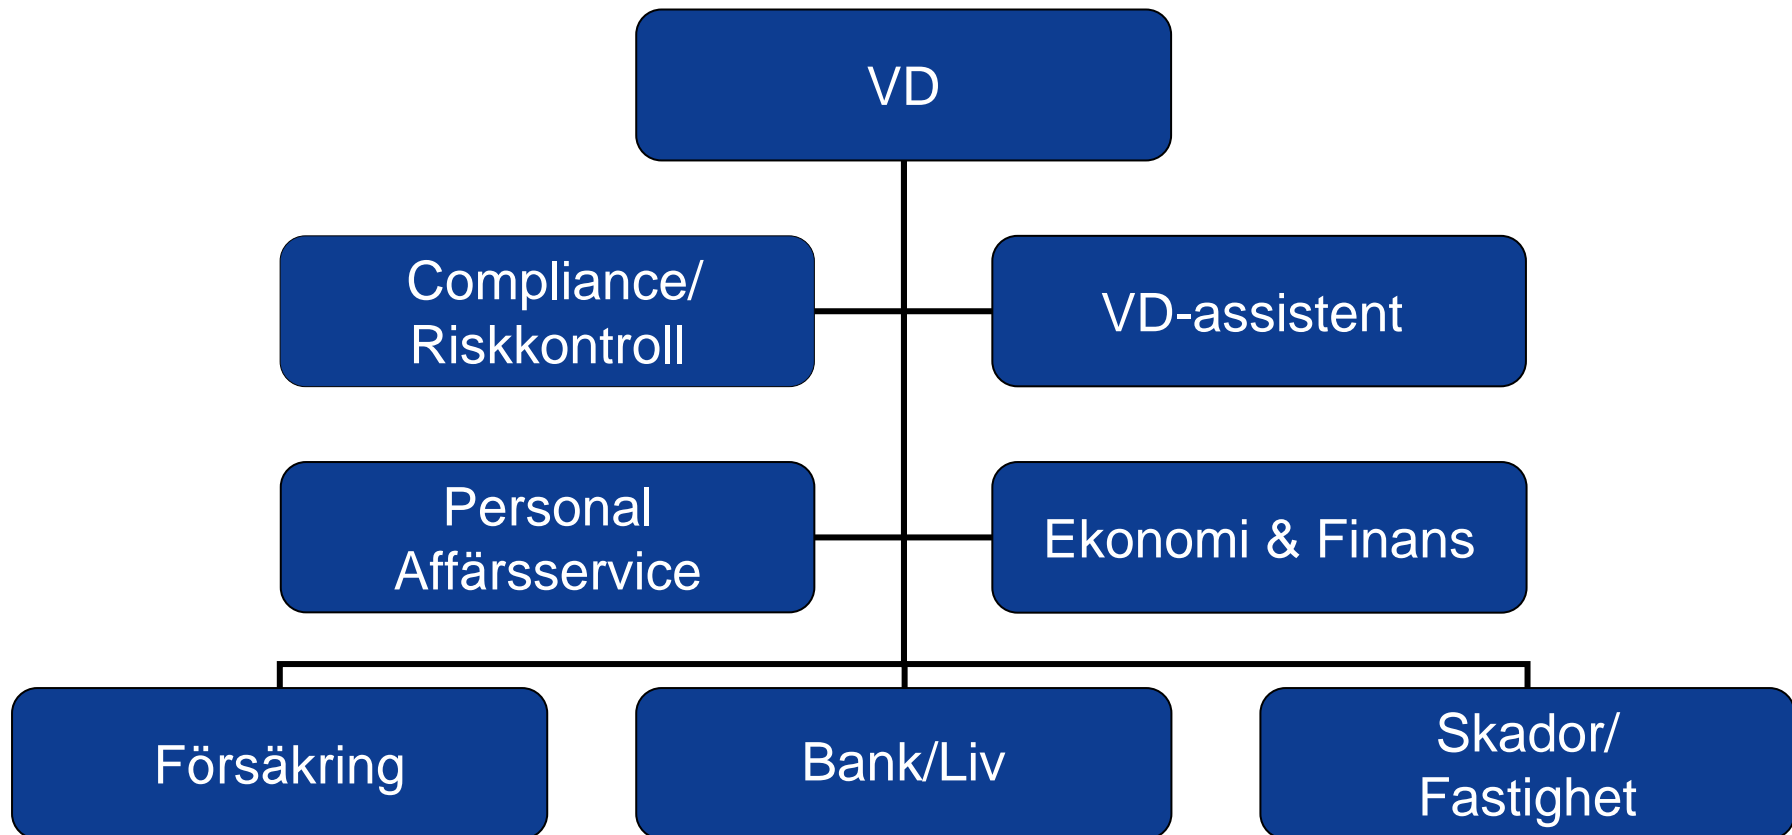 VD
Compliance/
Riskkontroll
VD-assistent
Personal
Affärsservice
Ekonomi & Finans
Försäkring
Bank/Liv
Skador/
Fastighet